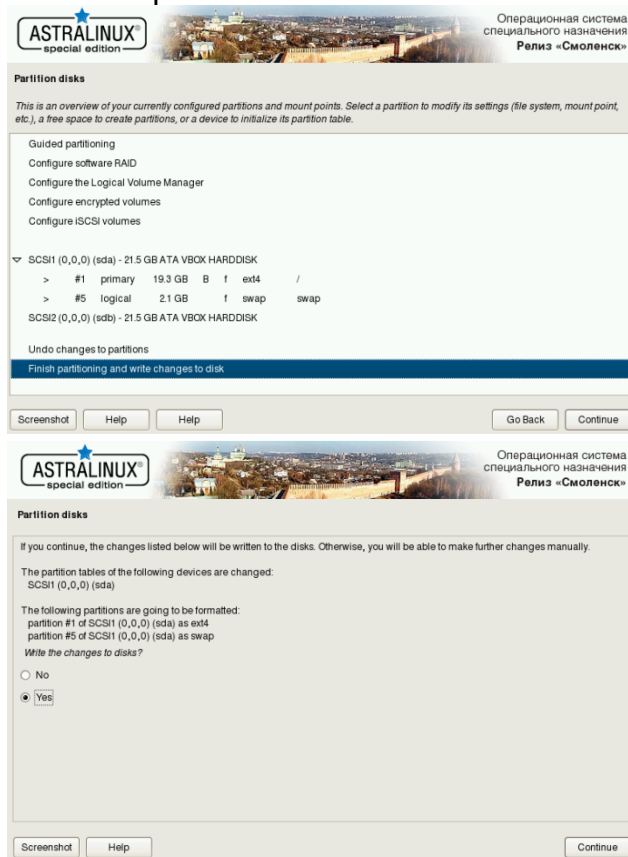 ASTRALINUX®
special edition
Операционная система
специального назначения
Релиз «Смоленск»
Partition disks
This is an overview of your currently configured partitions and mount points. Select a partition to modify its settings (file system, mount point,
etc.), a free space to create partitions, or a device to initialize its partition table.
Guided partitioning
Configure software RAID
Configure the Logical Volume Manager
Configure encrypted volumes
Configure iSCSI volumes
SCSI1 (0,0,0) (sda) - 21.5 GB ATA VBOX HARDDISK
> #1 primary 19.3 GB B f ext4 /
> #5 logical 2.1 GB f swap swap
SCSI2 (0,0,0) (sdb) - 21.5 GB ATA VBOX HARDDISK
Undo changes to partitions
Finish partitioning and write changes to disk
Screenshot Help Help Go Back Continue
ASTRALINUX®
special edition
Операционная система
специального назначения
Релиз «Смоленск»
Partition disks
If you continue, the changes listed below will be written to the disks. Otherwise, you will be able to make further changes manually.
The partition tables of the following devices are changed:
SCSI1 (0,0,0) (sda)
The following partitions are going to be formatted:
partition #1 of SCSI1 (0,0,0) (sda) as ext4
partition #5 of SCSI1 (0,0,0) (sda) as swap
Write the changes to disks?
No
Yes
Screenshot Help Continue